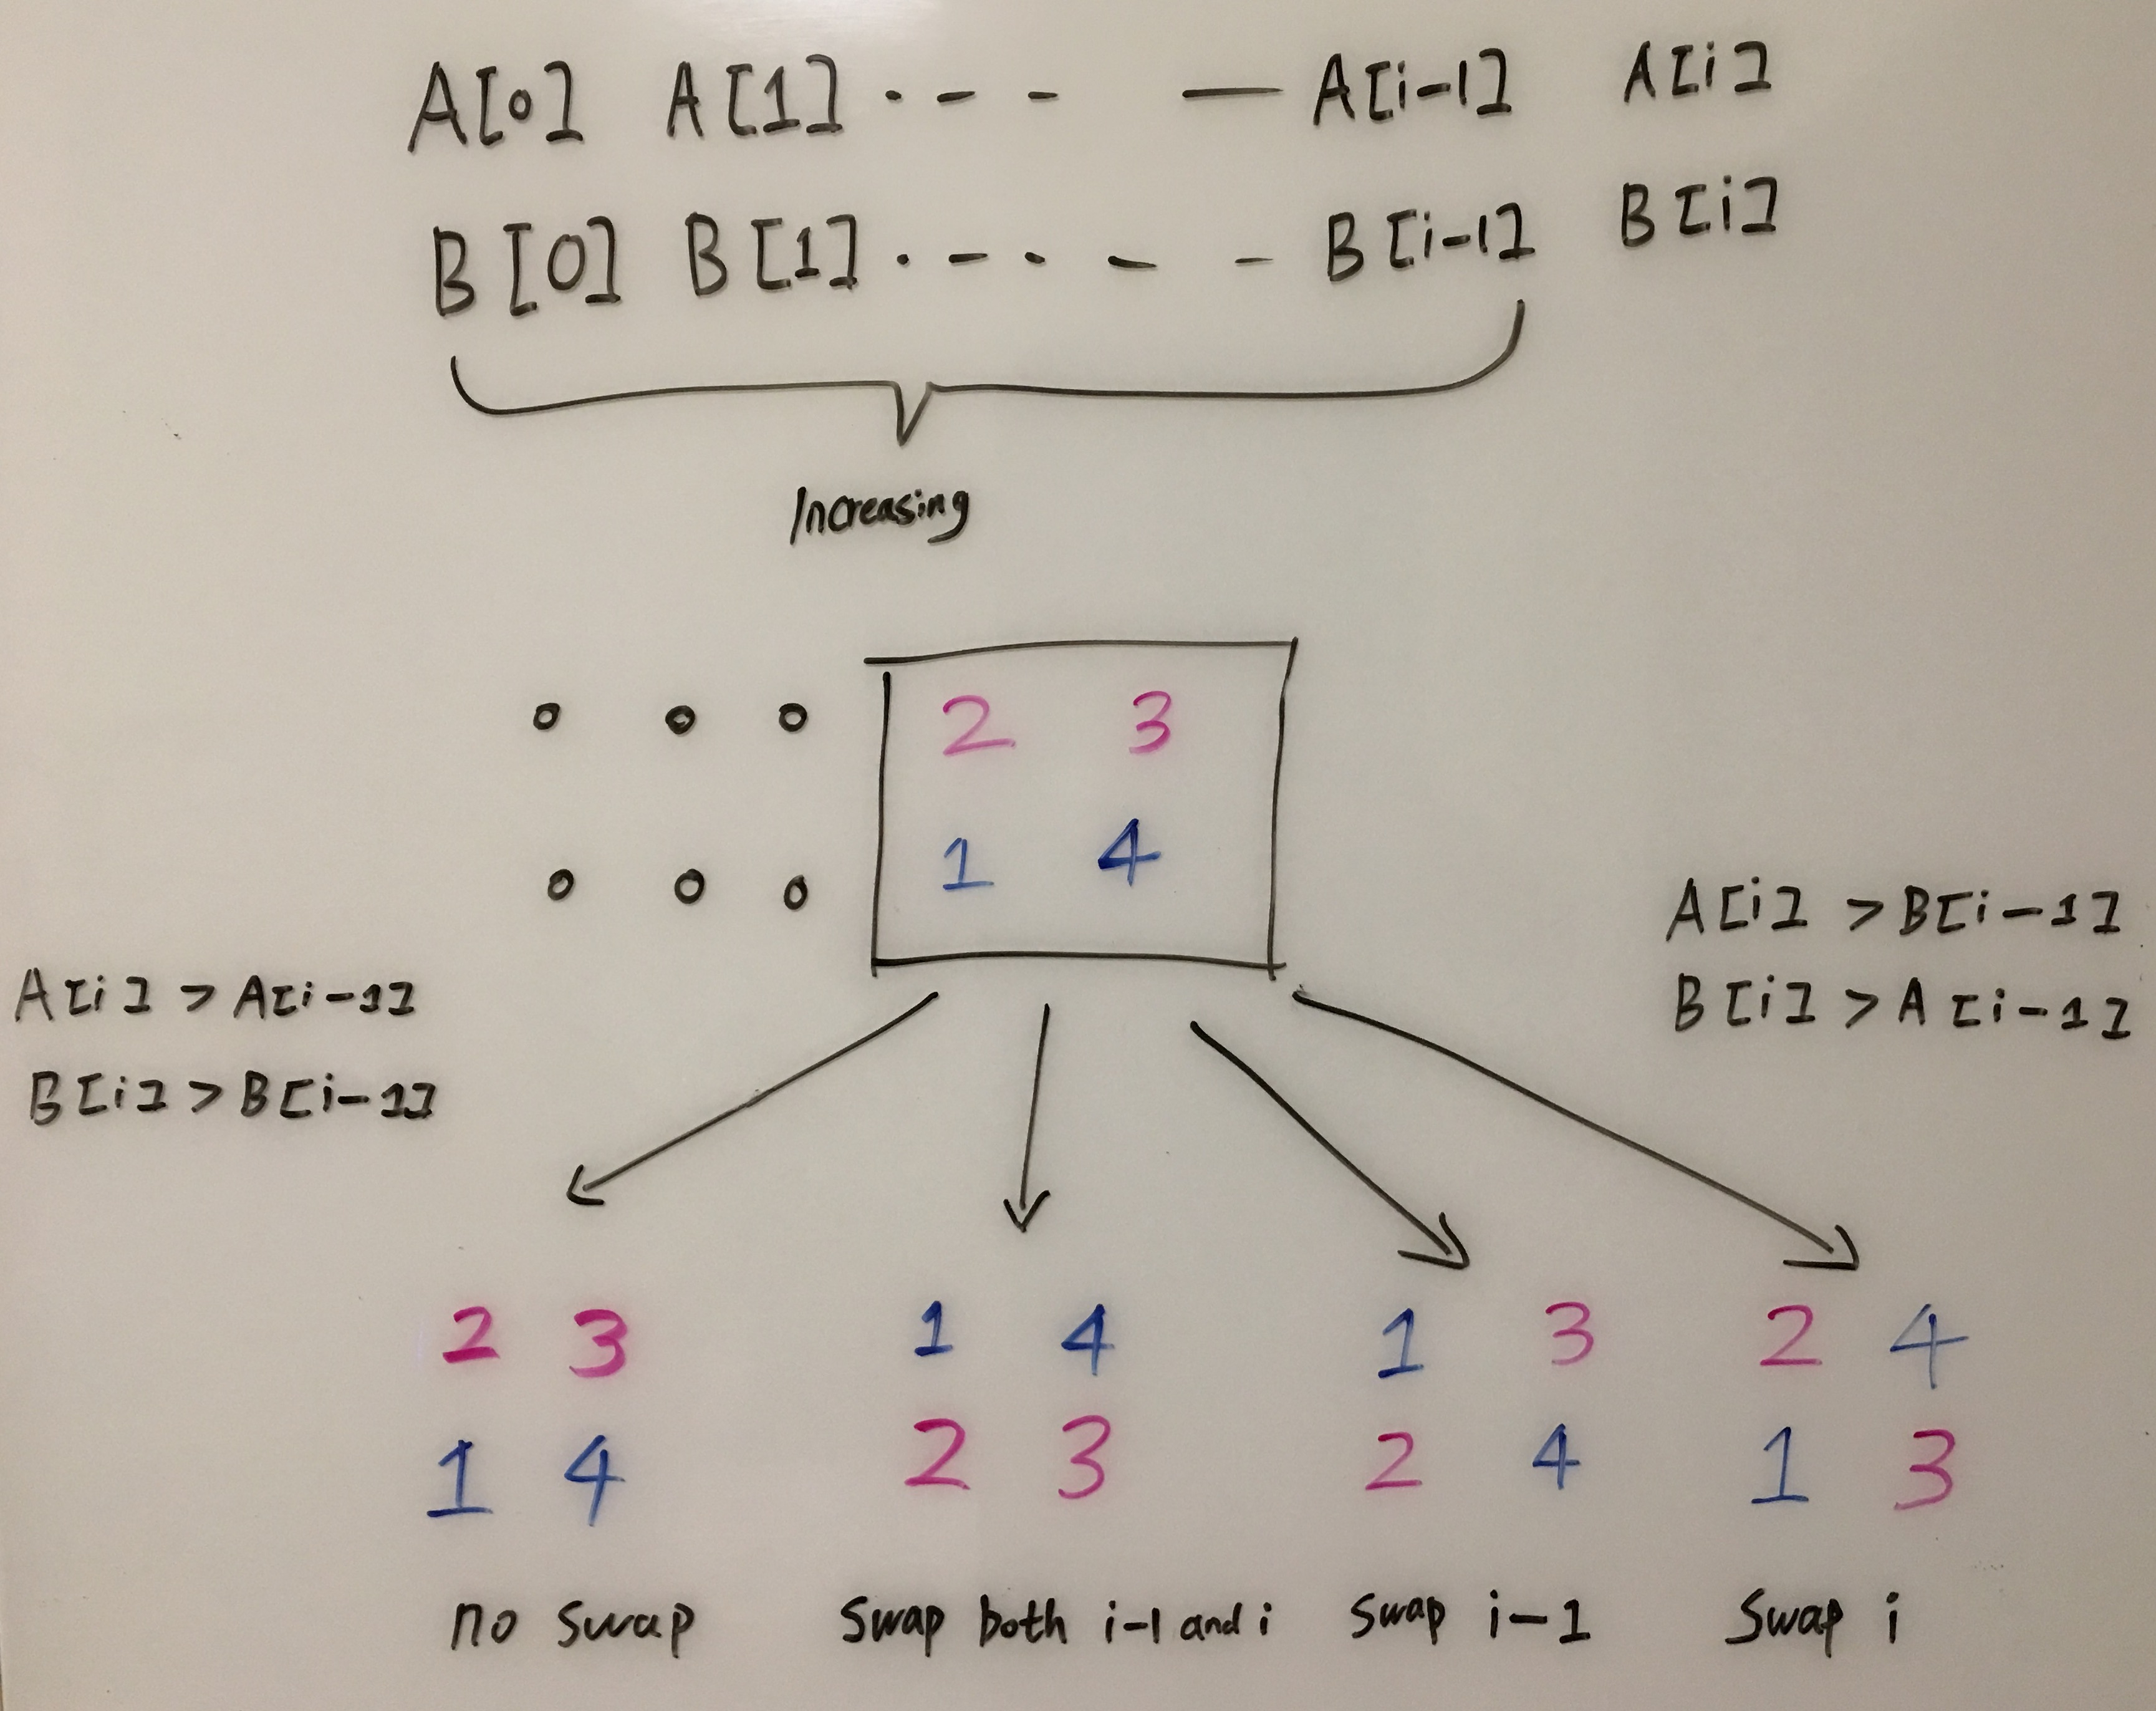 A[0] A[1] · - - — A[i-1] A[i]
B[0] B[1] · - - - - B[i-1] B[i]
Increasing
2 3
1 4
A[i] > B[i-1]
B[i] > A[i-1]
A[i] > A[i-1]
B[i] > B[i-1]
2 3 1 4 1 3 2 4
1 4 2 3 2 4 1 3
no swap swap both i-1 and i swap i-1 swap i